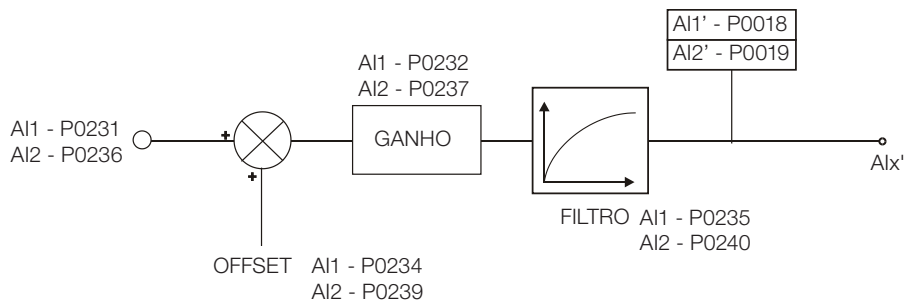 AI1' - P0018
AI2' - P0019
AI1 - P0232
AI2 - P0237
AI1 - P0231
AI2 - P0236
GANHO
AIx'
FILTRO AI1 - P0235
AI2 - P0240
OFFSET AI1 - P0234
AI2 - P0239